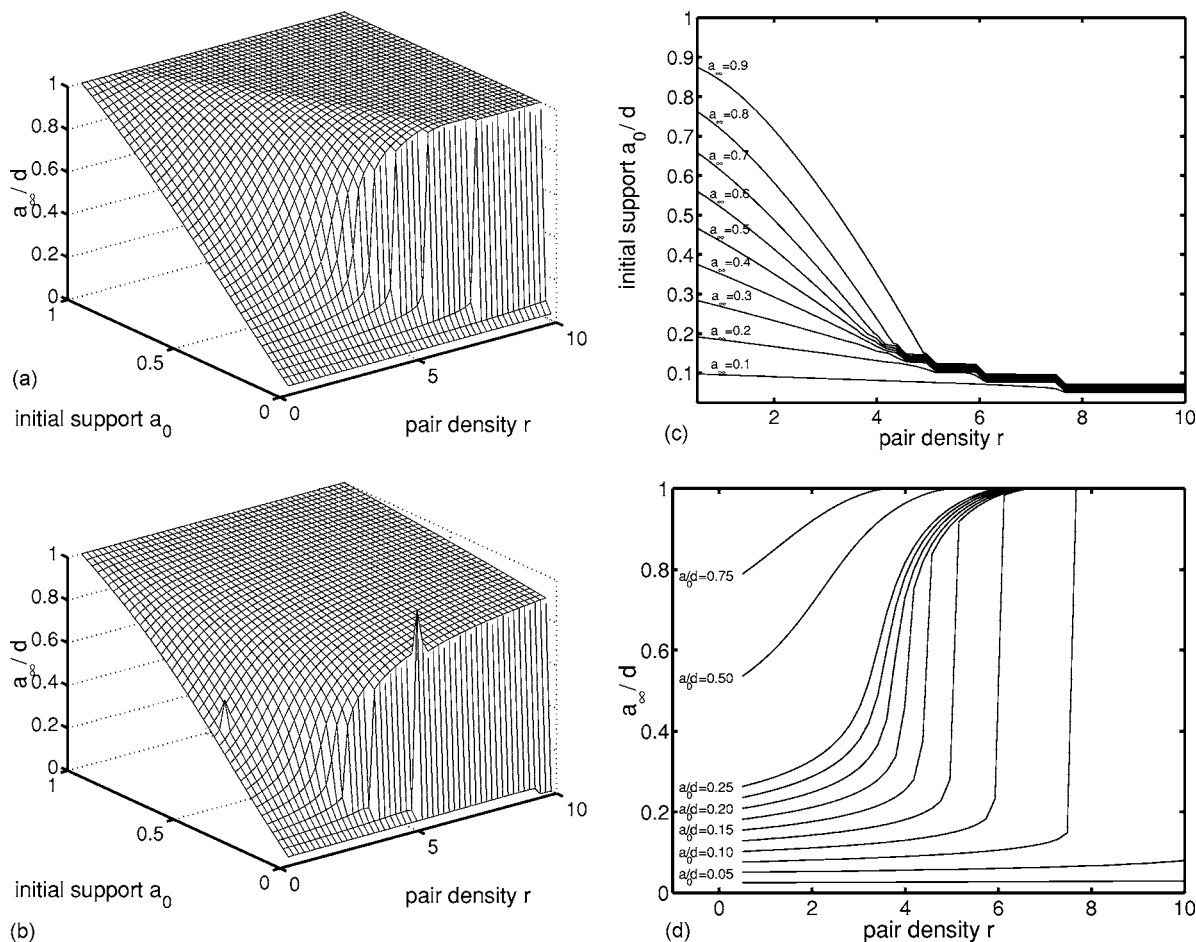 1
0.8
0.6
0.4
0.2
0
a∞/ d
1
0.5
0
0
5
10
(a)
initial support a0
pair density r
1
0.9
0.8
0.7
0.6
0.5
0.4
0.3
0.2
0.1
initial support a0/ d
a∞=0.9
a∞=0.8
a∞=0.7
a∞=0.6
a∞=0.5
a∞=0.4
a∞=0.3
a∞=0.2
a∞=0.1
2
4
6
8
10
(c)
pair density r
1
0.8
0.6
0.4
0.2
0
a∞/ d
1
0.5
0
0
5
10
initial support a0
pair density r
(b)
1
0.8
0.6
0.4
0.2
0
a∞/ d
a0/d=0.75
a0/d=0.50
a0/d=0.25
a0/d=0.20
a0/d=0.15
a0/d=0.10
a0/d=0.05
0
2
4
6
8
10
pair density r
(d)